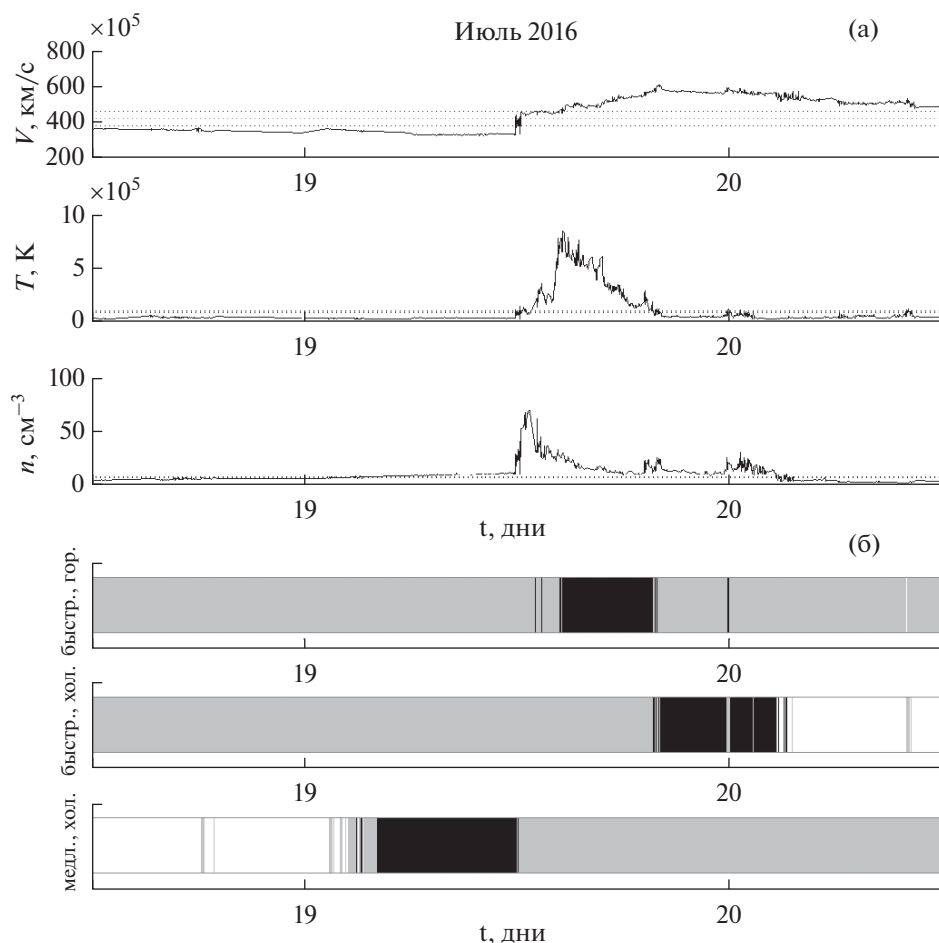 ×10⁵
Июль 2016
(а)
800
600
400
200
V, км/с
19
20
×10⁵
10
5
0
T, К
19
20
100
50
0
n, см⁻³
19
20
t, дни
(б)
быстр., гор.
19
20
быстр., хол.
19
20
медл., хол.
19
20
t, дни